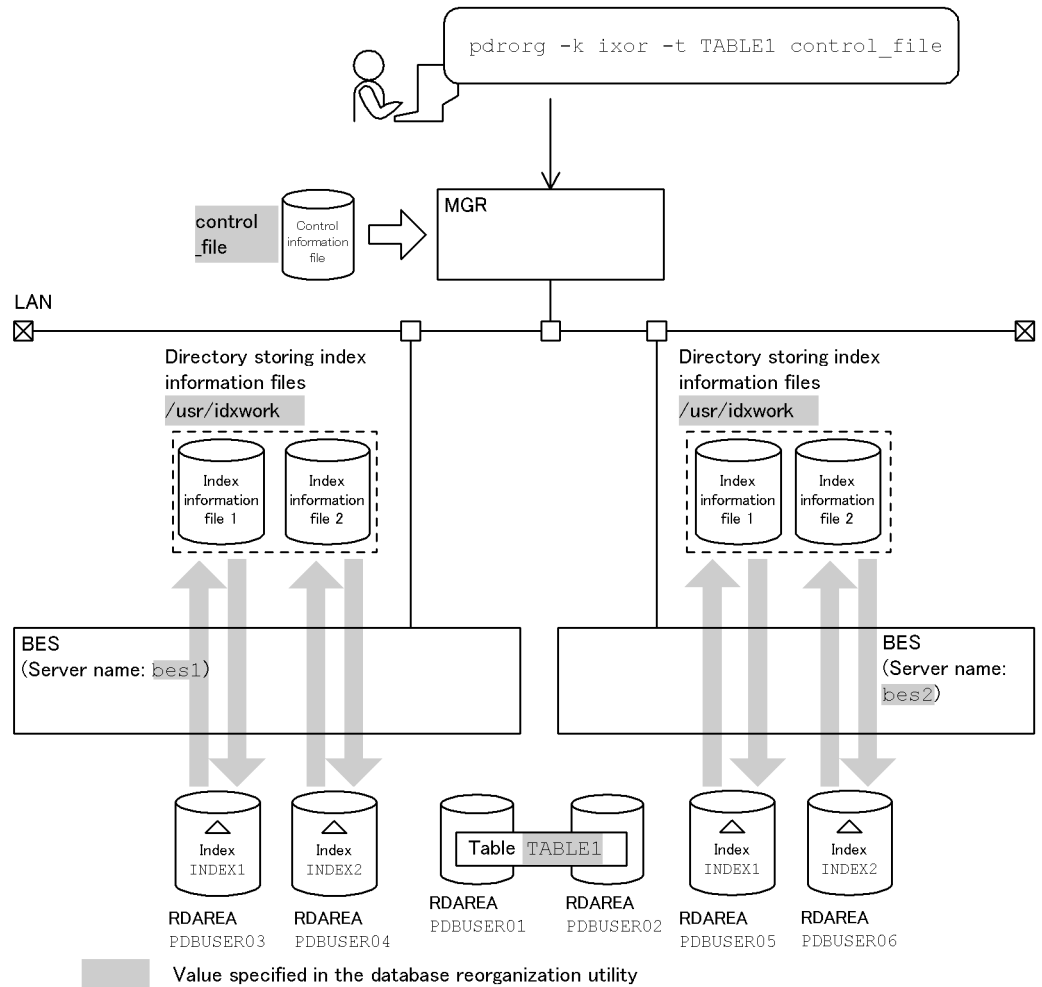 pdrorg -k ixor -t TABLE1 control_file
MGR
control
_file
Control
information
file
LAN
Directory storing index
information files
/usr/idxwork
Index
information
file 1
Index
information
file 2
Directory storing index
information files
/usr/idxwork
Index
information
file 1
Index
information
file 2
BES
(Server name: bes1)
BES
(Server name:
bes2)
Index
INDEX1
RDAREA
PDBUSER03
Index
INDEX2
RDAREA
PDBUSER04
Table TABLE1
RDAREA
PDBUSER01
RDAREA
PDBUSER02
Index
INDEX1
RDAREA
PDBUSER05
Index
INDEX2
RDAREA
PDBUSER06
Value specified in the database reorganization utility